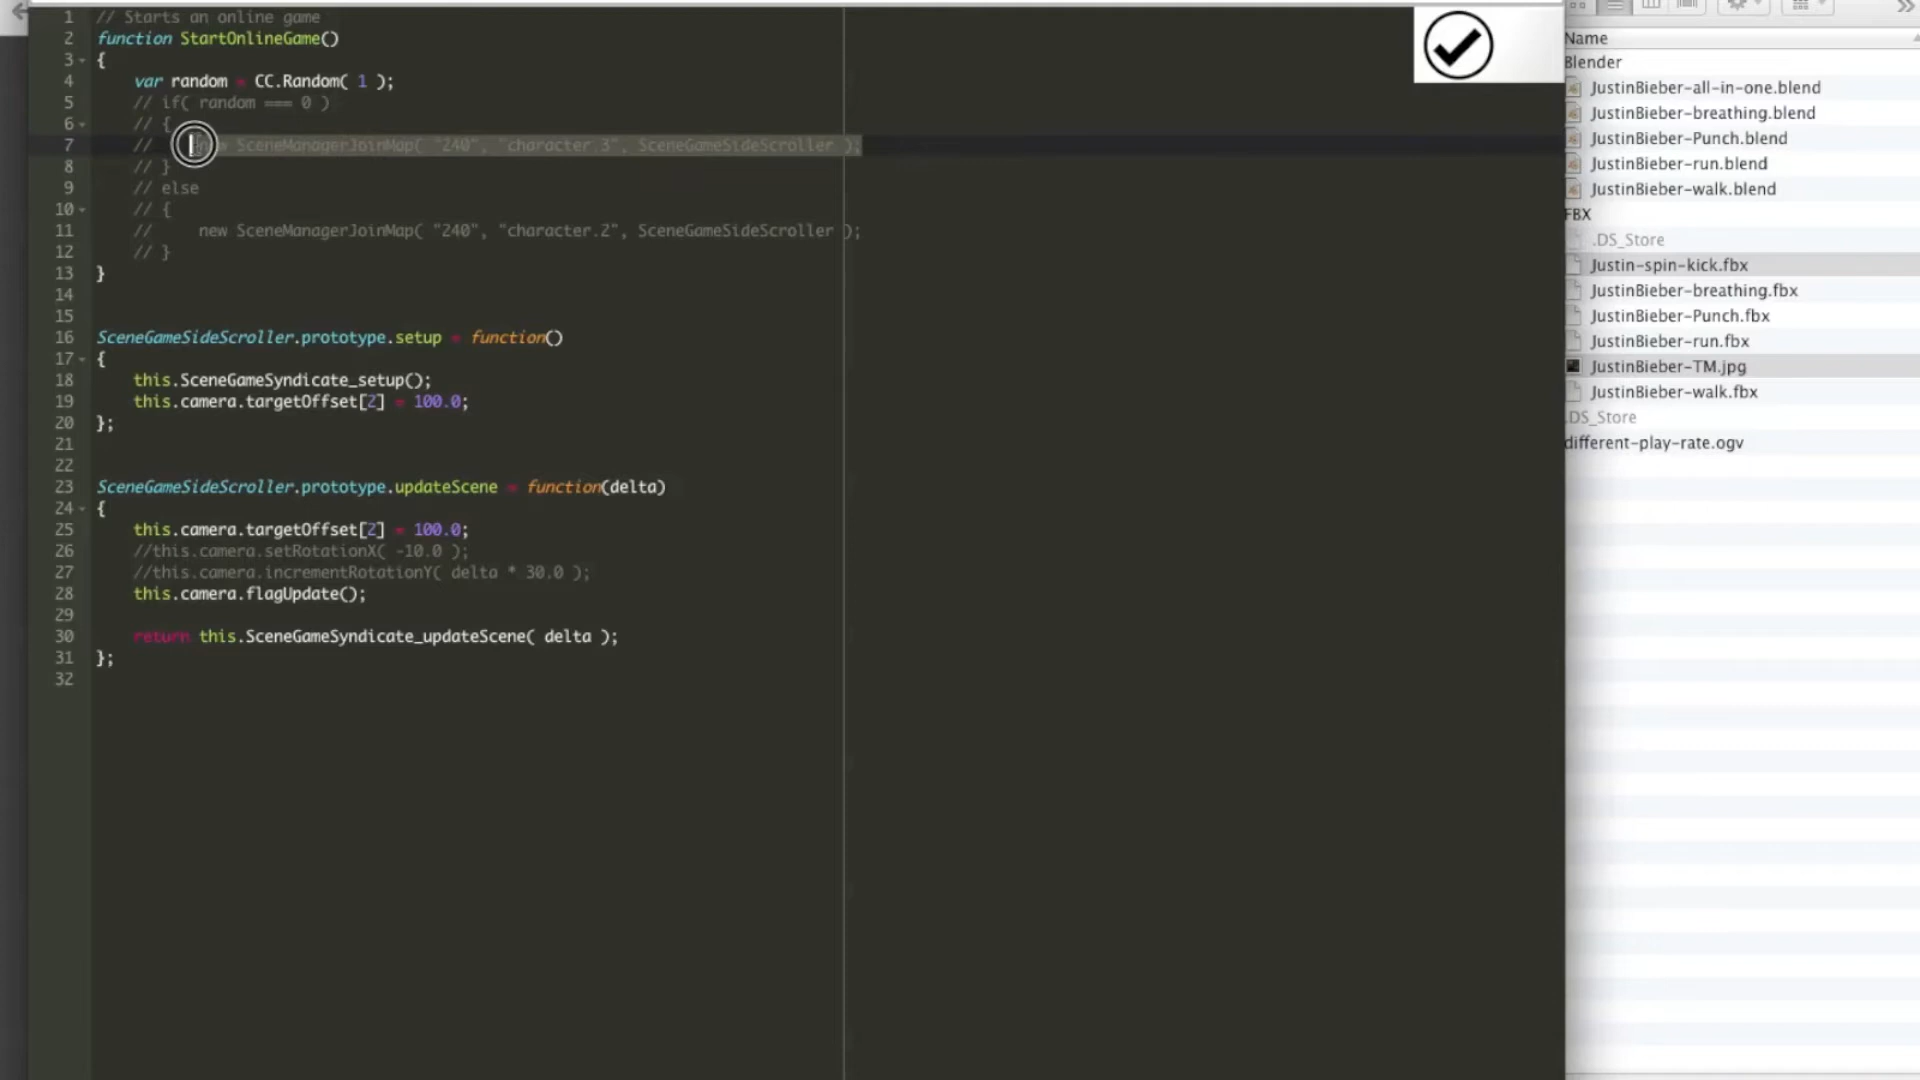 1 // Starts an online game
2 function StartOnlineGame()
3 {
4 var random = CC.Random( 1 );
5 // if( random === 0 )
6 // {
7 // new SceneManagerJoinMap( "240", "character.3", SceneGameSideScroller );
8 // }
9 // else
10 // {
11 // new SceneManagerJoinMap( "240", "character.2", SceneGameSideScroller );
12 // }
13 }
14
15
16 SceneGameSideScroller.prototype.setup = function()
17 {
18 this.SceneGameSyndicate_setup();
19 this.camera.targetOffset[2] = 100.0;
20 };
21
22
23 SceneGameSideScroller.prototype.updateScene = function(delta)
24 {
25 this.camera.targetOffset[2] = 100.0;
26 //this.camera.setRotationX( -10.0 );
27 //this.camera.incrementRotationY( delta * 30.0 );
28 this.camera.flagUpdate();
29
30 return this.SceneGameSyndicate_updateScene( delta );
31 };
32
Name
Blender
JustinBieber-all-in-one.blend
JustinBieber-breathing.blend
JustinBieber-Punch.blend
JustinBieber-run.blend
JustinBieber-walk.blend
FBX
.DS_Store
Justin-spin-kick.fbx
JustinBieber-breathing.fbx
JustinBieber-Punch.fbx
JustinBieber-run.fbx
JustinBieber-TM.jpg
JustinBieber-walk.fbx
.DS_Store
different-play-rate.ogv